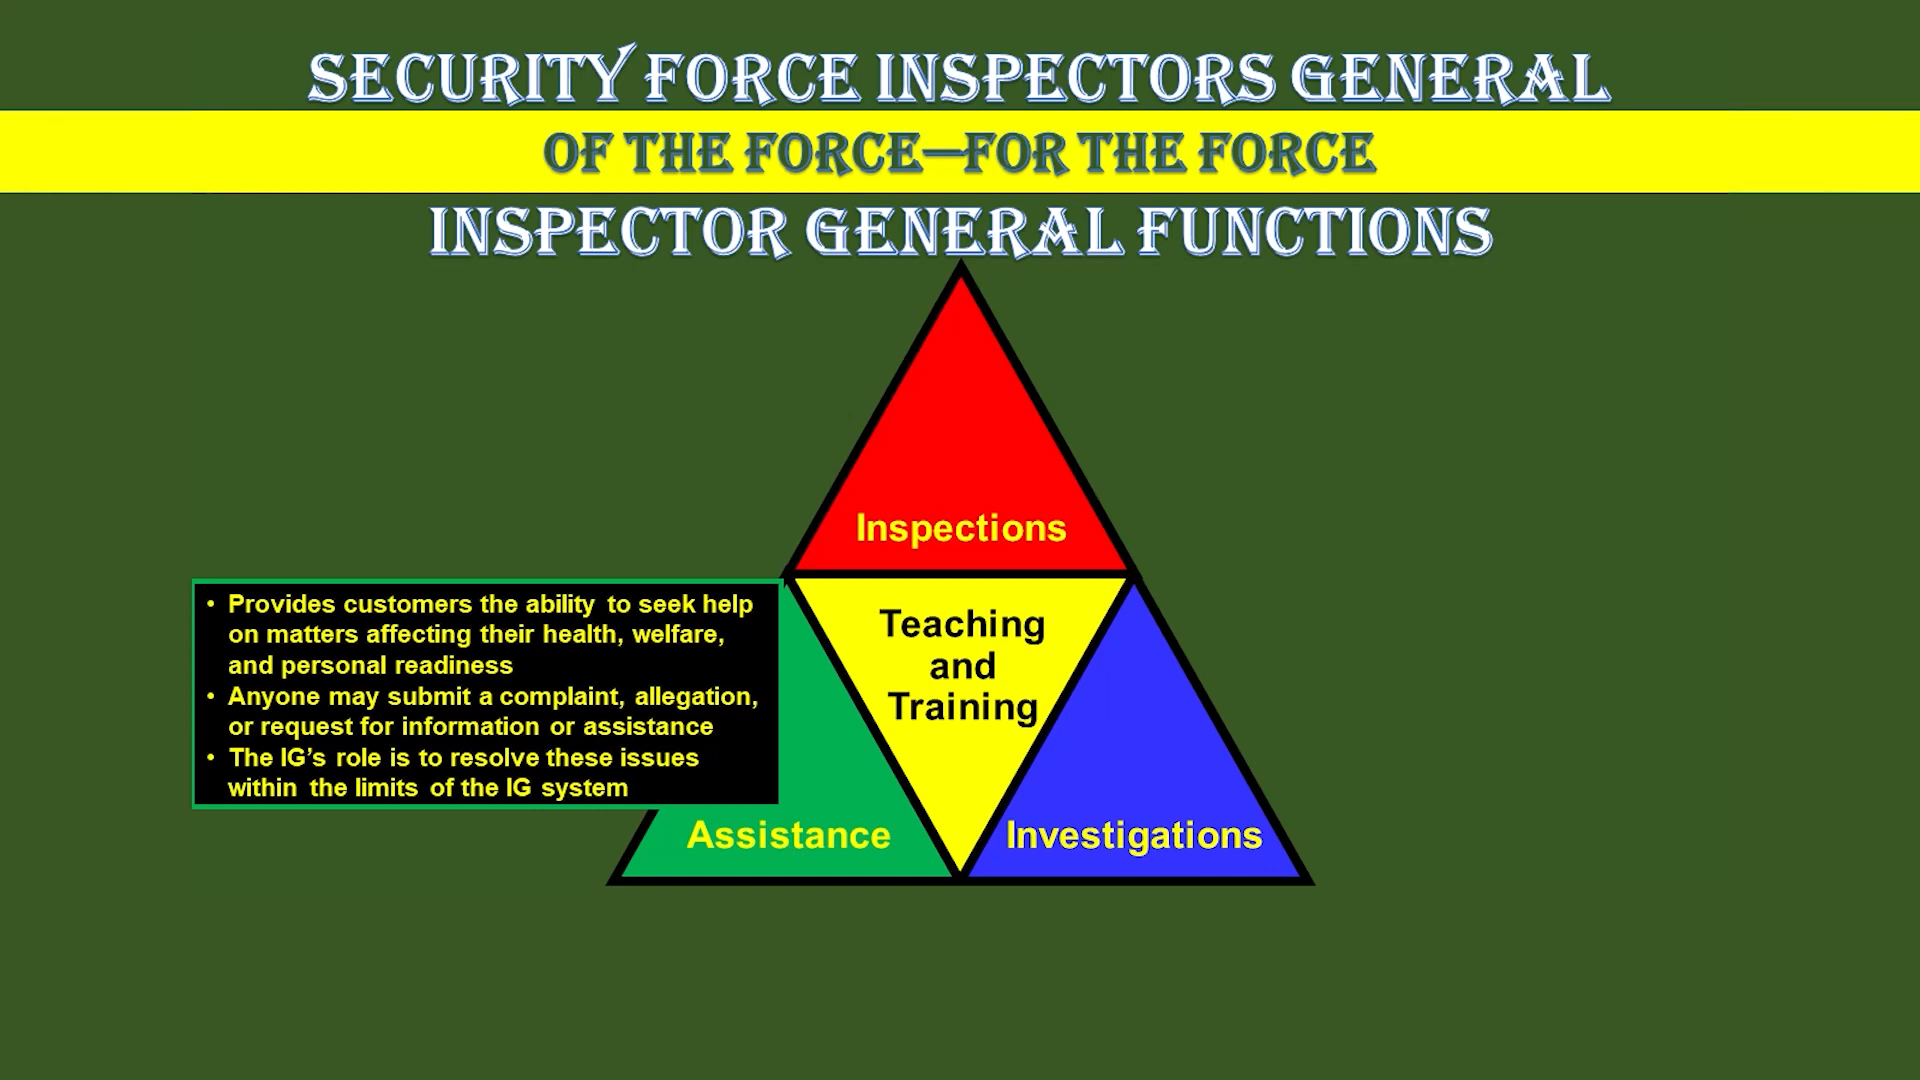 SECURITY FORCE INSPECTORS GENERAL
OF THE FORCE—FOR THE FORCE
INSPECTOR GENERAL FUNCTIONS
Inspections
• Provides customers the ability to seek help
on matters affecting their health, welfare,
and personal readiness
• Anyone may submit a complaint, allegation,
or request for information or assistance
• The IG’s role is to resolve these issues
within the limits of the IG system
Teaching
and
Training
Assistance
Investigations